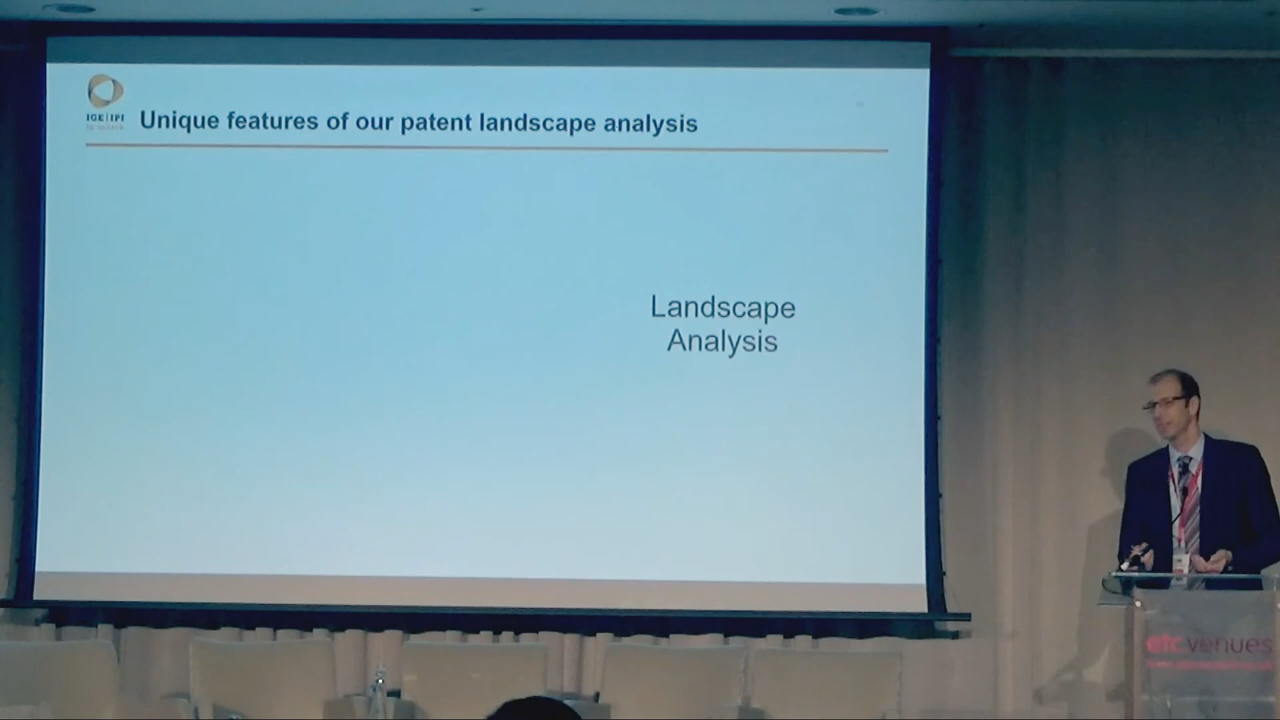 IGE|IPI
Unique features of our patent landscape analysis
Landscape
Analysis
etc venues